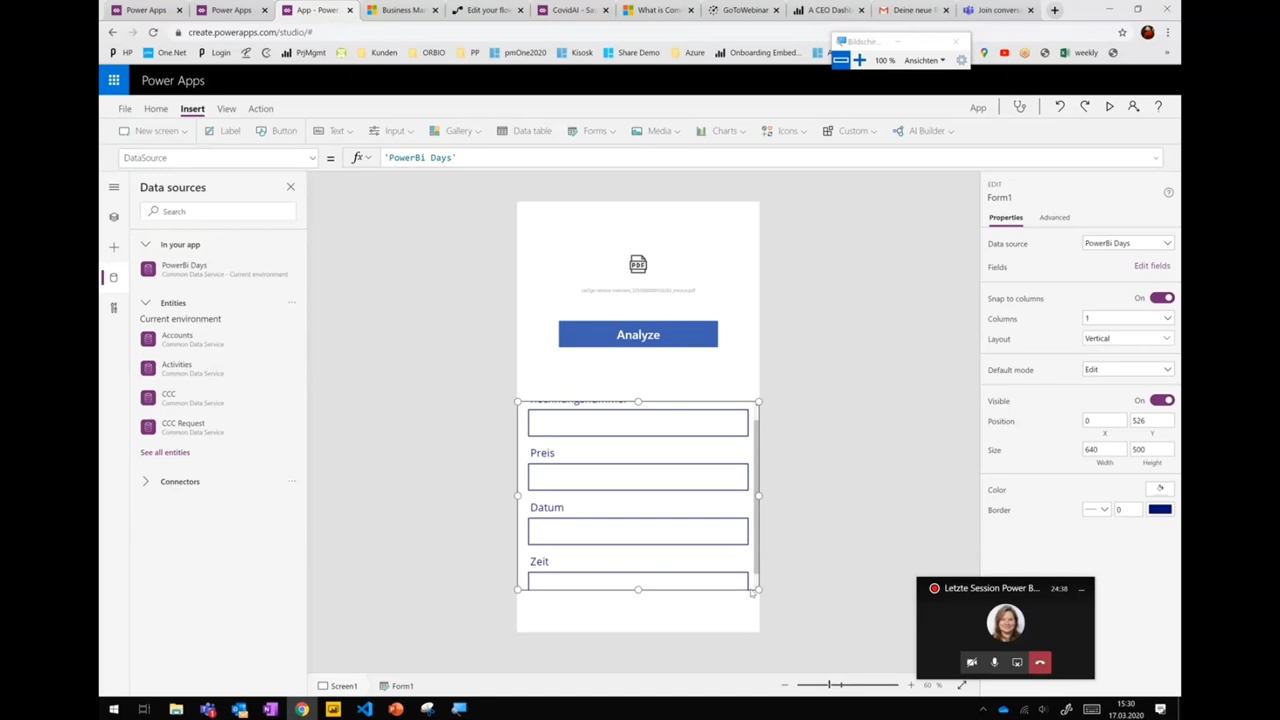 Power Apps
Power Apps
App - Power
Business Ma
Edit your flo
CovidAI - Sa
What is Com
GoToWebinar
A CEO Dash
Deine neue
Join convers
create.powerapps.com/studio/#
HP
One.Net
Login
PrjMgmt
Kunden
ORBIO
PP
pmOne2020
Kisosk
Share Demo
Azure
Onboarding Embed...
weekly
Bildschir...
100 %
Ansichten
Power Apps
File
Home
Insert
View
Action
App
New screen
Label
Button
Text
Input
Gallery
Data table
Forms
Media
Charts
Icons
Custom
AI Builder
DataSource
=
fx
'PowerBi Days'
Data sources
Search
In your app
PowerBi Days
Common Data Service - Current environment
Entities
Current environment
Accounts
Common Data Service
Activities
Common Data Service
CCC
Common Data Service
CCC Request
Common Data Service
See all entities
Connectors
PDF
Analyze
Rechnungsnummer
Preis
Datum
Zeit
EDIT
Form1
Properties
Advanced
Data source
PowerBi Days
Fields
Edit fields
Snap to columns
On
Columns
1
Layout
Vertical
Default mode
Edit
Visible
On
Position
0
526
X
Y
Size
640
500
Width
Height
Color
Border
0
Letzte Session Power B...
24:38
Screen1
Form1
60 %
15:30
17.03.2020